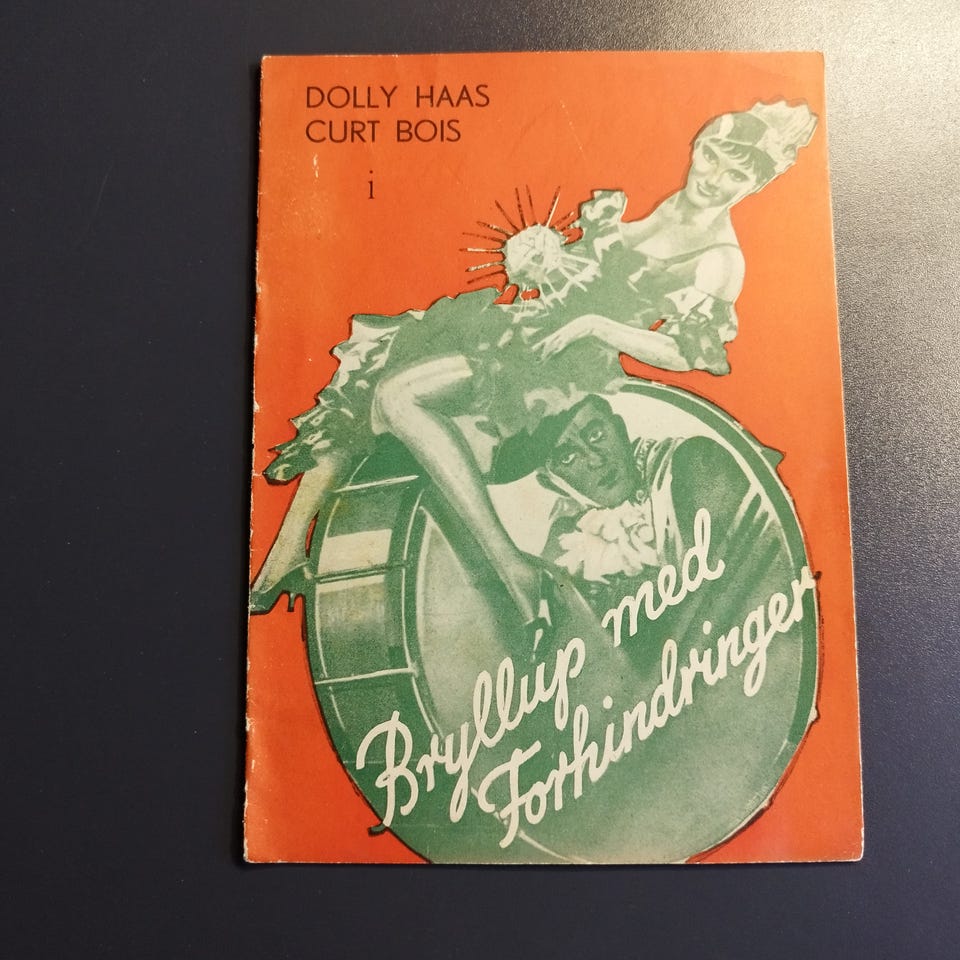 DOLLY HAAS
CURT BOIS
i
Bryllup med
Forhindringer